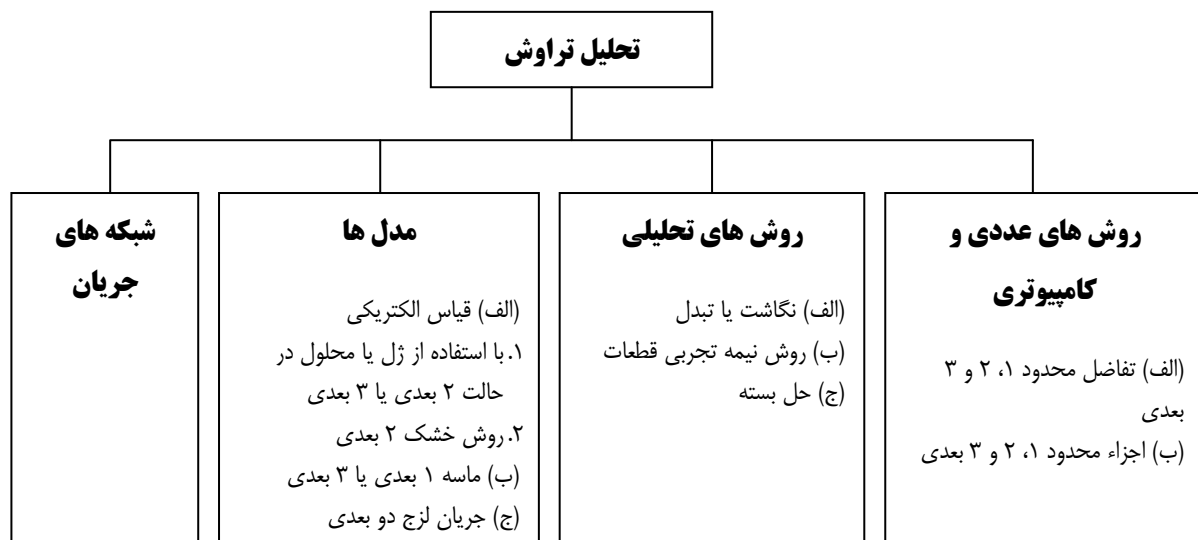 تحلیل تراوش
روش های عددی و
کامپیوتری
(الف) تفاضل محدود ۱، ۲ و ۳
بعدی
(ب) اجزاء محدود ۱، ۲ و ۳ بعدی
روش های تحلیلی
(الف) نگاشت یا تبدل
(ب) روش نیمه تجربی قطعات
(ج) حل بسته
مدل ها
(الف) قیاس الکتریکی
۱. با استفاده از ژل یا محلول در
حالت ۲ بعدی یا ۳ بعدی
۲. روش خشک ۲ بعدی
(ب) ماسه ۱ بعدی یا ۳ بعدی
(ج) جریان لزج دو بعدی
شبکه های
جریان